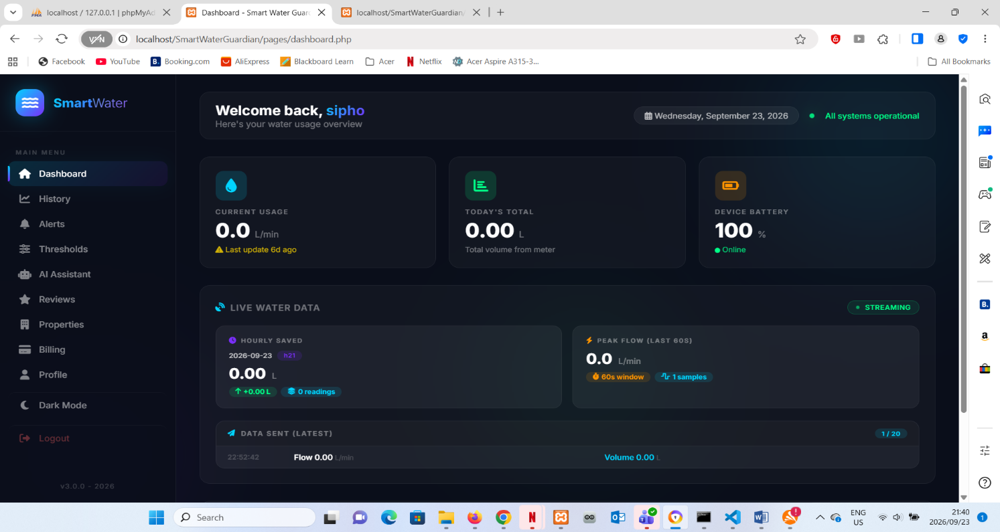 localhost / 127.0.0.1 | phpMyAd
Dashboard - Smart Water Guar
localhost/SmartWaterGuardian/
VPN
localhost/SmartWaterGuardian/pages/dashboard.php
Facebook
YouTube
B. Booking.com
AliExpress
Blackboard Learn
Acer
Netflix
Acer Aspire A315-3...
All Bookmarks
SmartWater
MAIN MENU
Dashboard
History
Alerts
Thresholds
AI Assistant
Reviews
Properties
Billing
Profile
Dark Mode
Logout
v3.0.0 - 2026
Welcome back, sipho
Here's your water usage overview
Wednesday, September 23, 2026
All systems operational
CURRENT USAGE
0.0 L/min
Last update 6d ago
TODAY'S TOTAL
0.00 L
Total volume from meter
DEVICE BATTERY
100 %
Online
LIVE WATER DATA
STREAMING
HOURLY SAVED
2026-09-23 h21
0.00 L
+0.00 L 0 readings
PEAK FLOW (LAST 60S)
0.0 L/min
60s window 1 samples
DATA SENT (LATEST)
1 / 20
22:52:42 Flow 0.00 L/min Volume 0.00 L
B.
a
Search
ENG
US
21:40
2026/09/23
1